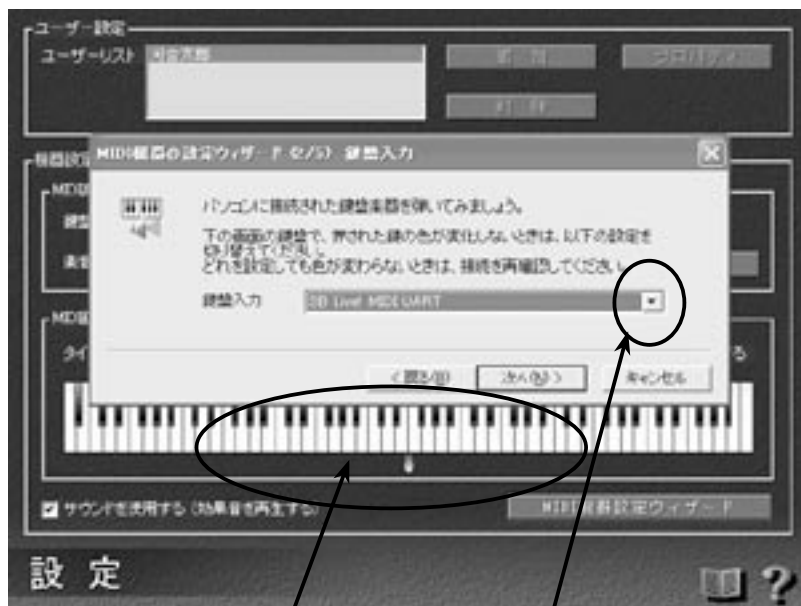 ユーザー設定
ユーザーリスト
機器設定
MIDI機器の設定ウィザード (2/5) 鍵盤入力
パソコンに接続された鍵盤楽器を弾いてみましょう。
下の画面の鍵盤で、押された鍵の色が変化しないときは、以下の設定を
切り替えてください。
どれを設定しても色が変わらないときは、接続を再確認してください。
鍵盤入力 SB Live! MIDI UART
< 戻る(B) 次へ(N) > キャンセル
サウンドを使用する (効果音を再生する)
MIDI機器設定ウィザード
設 定
?